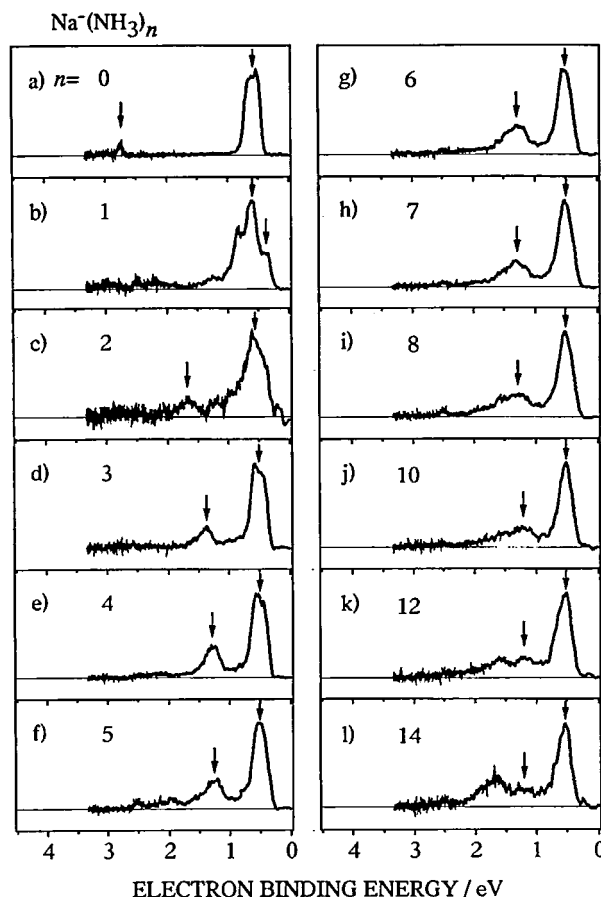 Na⁻(NH₃)ₙ
a) n= 0
b) 1
c) 2
d) 3
e) 4
f) 5
4 3 2 1 0
g) 6
h) 7
i) 8
j) 10
k) 12
l) 14
4 3 2 1 0
ELECTRON BINDING ENERGY / eV